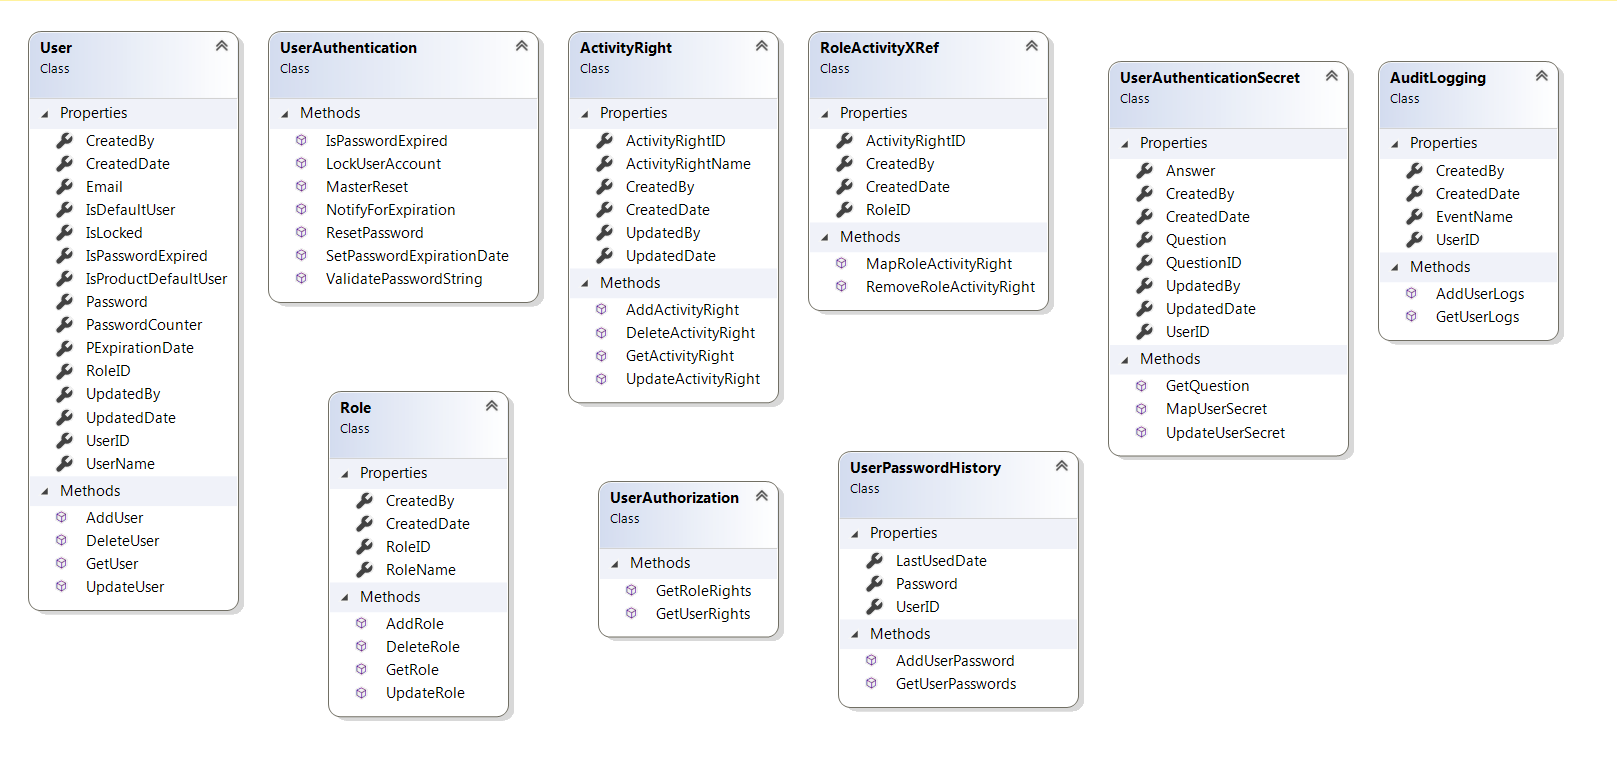 User
Class
Properties
CreatedBy
CreatedDate
Email
IsDefaultUser
IsLocked
IsPasswordExpired
IsProductDefaultUser
Password
PasswordCounter
PExpirationDate
RoleID
UpdatedBy
UpdatedDate
UserID
UserName
Methods
AddUser
DeleteUser
GetUser
UpdateUser
UserAuthentication
Class
Methods
IsPasswordExpired
LockUserAccount
MasterReset
NotifyForExpiration
ResetPassword
SetPasswordExpirationDate
ValidatePasswordString
Role
Class
Properties
CreatedBy
CreatedDate
RoleID
RoleName
Methods
AddRole
DeleteRole
GetRole
UpdateRole
ActivityRight
Class
Properties
ActivityRightID
ActivityRightName
CreatedBy
CreatedDate
UpdatedBy
UpdatedDate
Methods
AddActivityRight
DeleteActivityRight
GetActivityRight
UpdateActivityRight
UserAuthorization
Class
Methods
GetRoleRights
GetUserRights
RoleActivityXRef
Class
Properties
ActivityRightID
CreatedBy
CreatedDate
RoleID
Methods
MapRoleActivityRight
RemoveRoleActivityRight
UserPasswordHistory
Class
Properties
LastUsedDate
Password
UserID
Methods
AddUserPassword
GetUserPasswords
UserAuthenticationSecret
Class
Properties
Answer
CreatedBy
CreatedDate
Question
QuestionID
UpdatedBy
UpdatedDate
UserID
Methods
GetQuestion
MapUserSecret
UpdateUserSecret
AuditLogging
Class
Properties
CreatedBy
CreatedDate
EventName
UserID
Methods
AddUserLogs
GetUserLogs